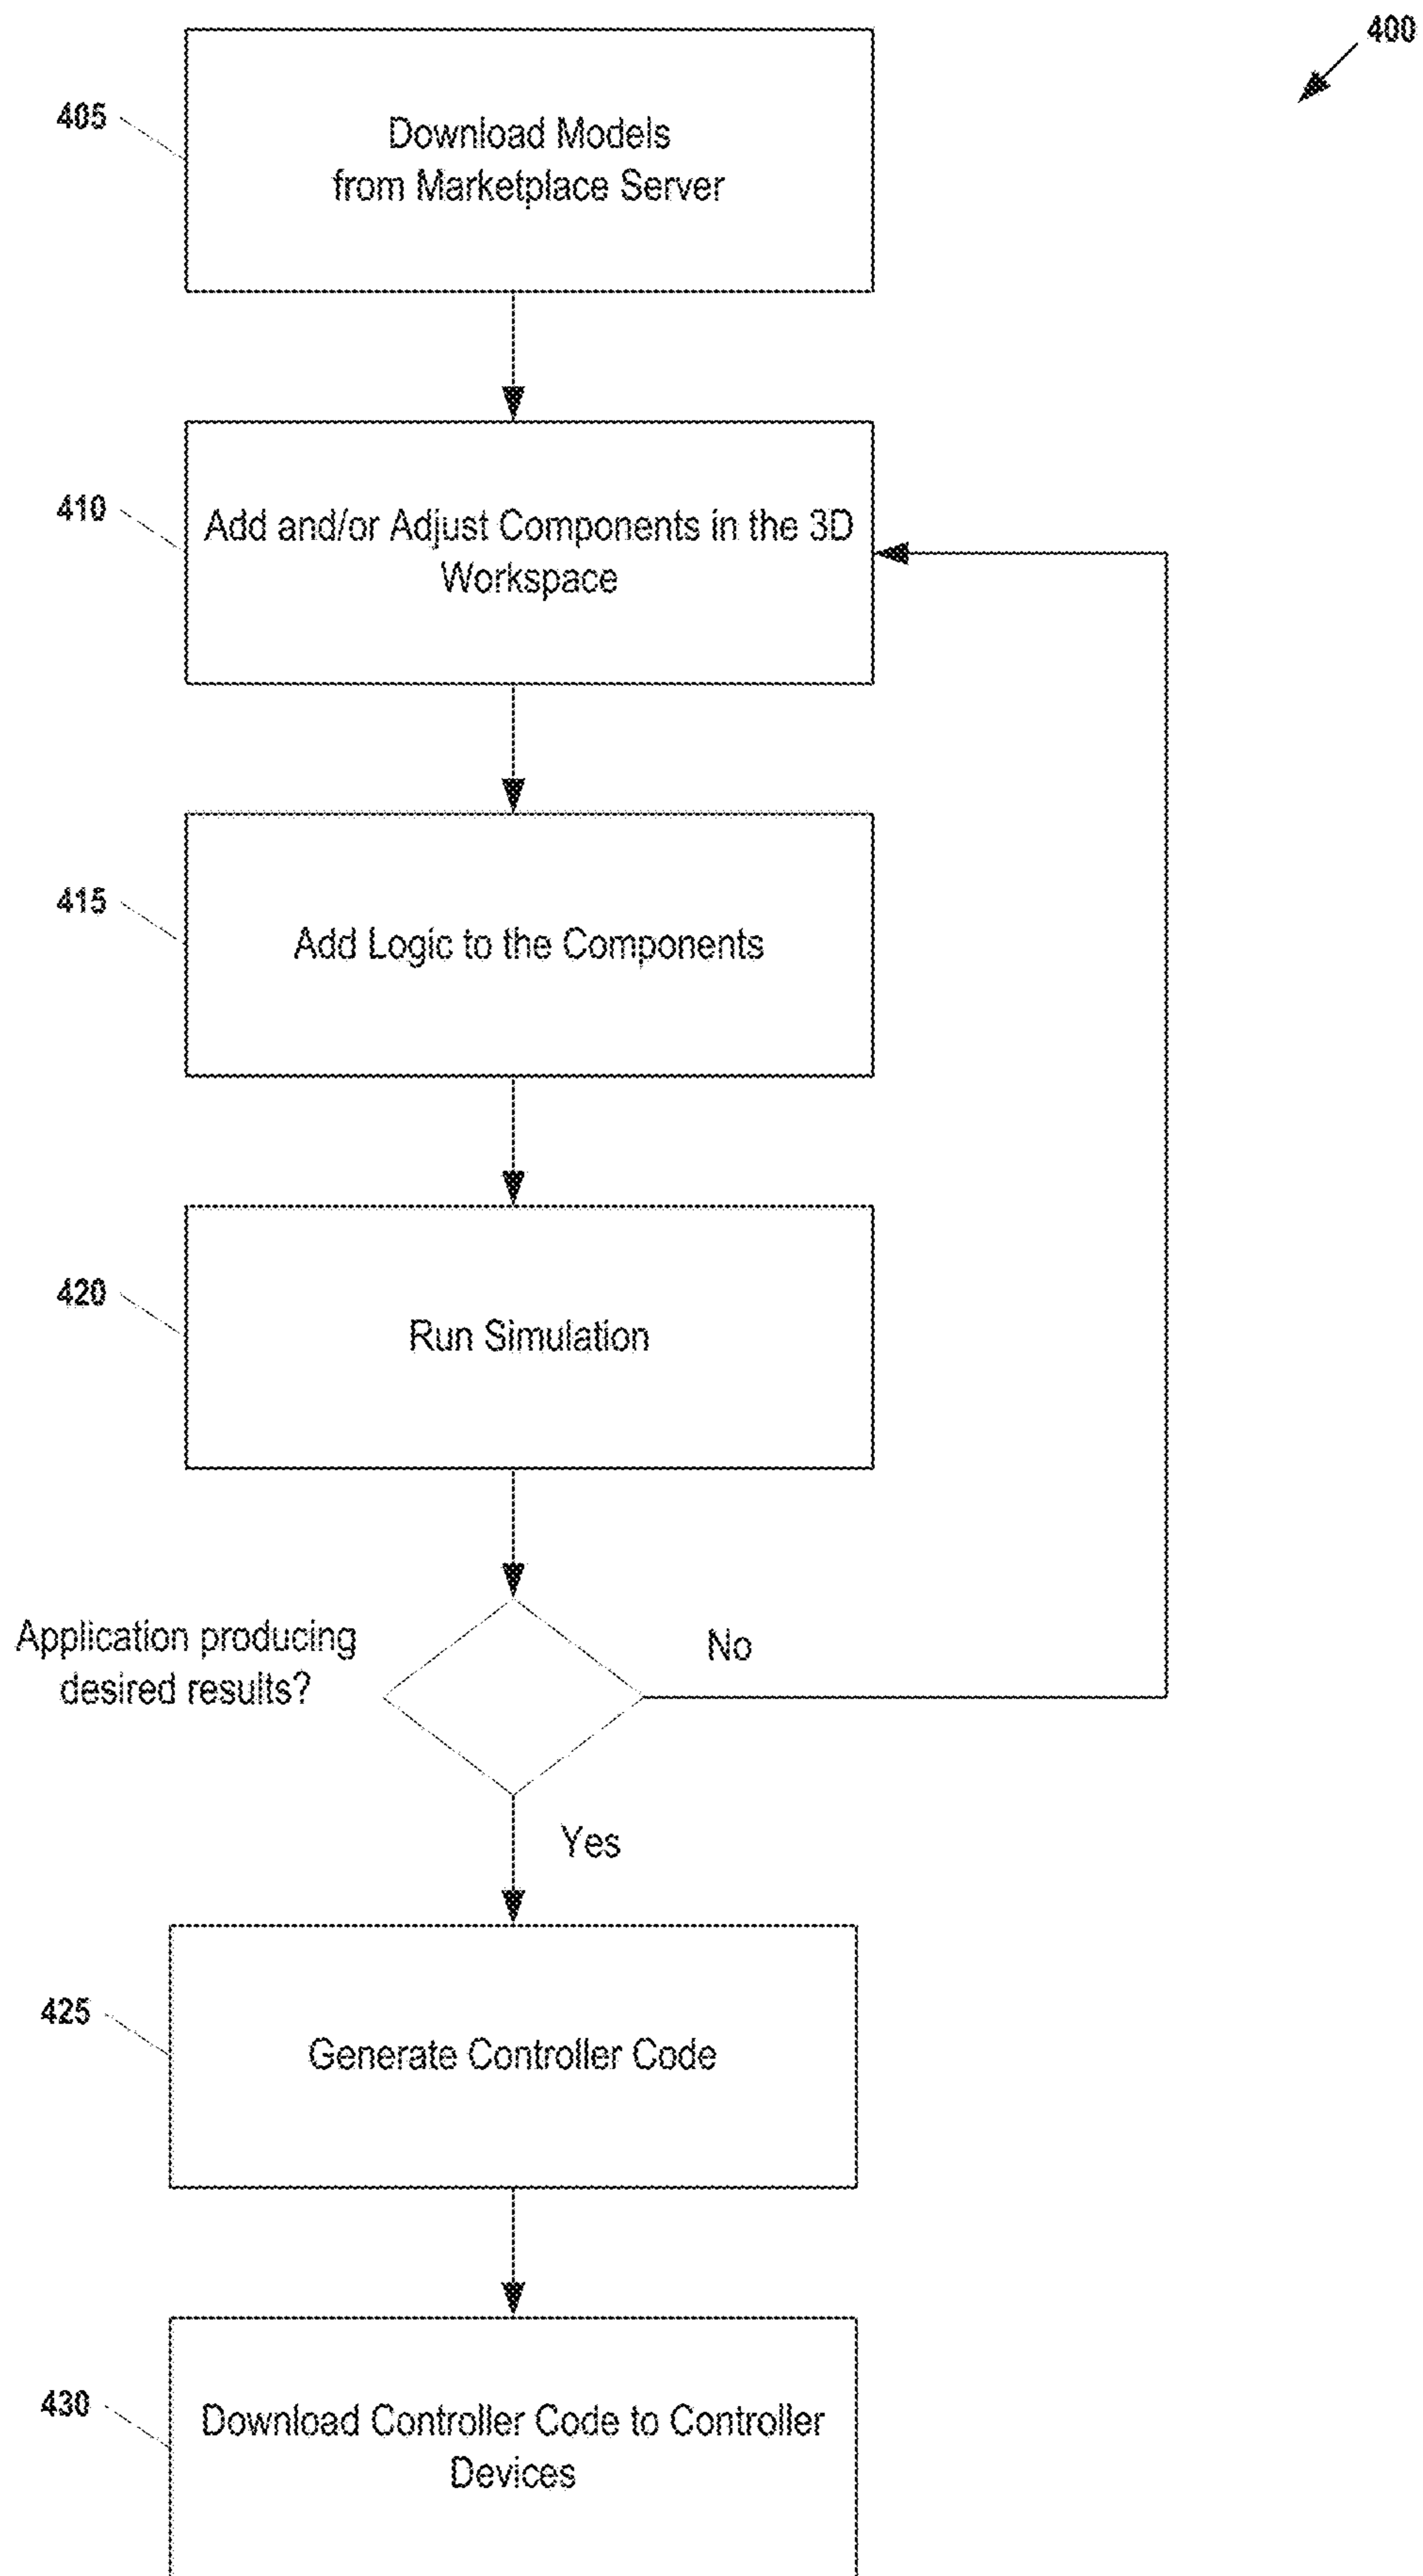 400
405
Download Models
from Marketplace Server
410
Add and/or Adjust Components in the 3D
Workspace
415
Add Logic to the Components
420
Run Simulation
Application producing
desired results?
No
Yes
425
Generate Controller Code
430
Download Controller Code to Controller
Devices